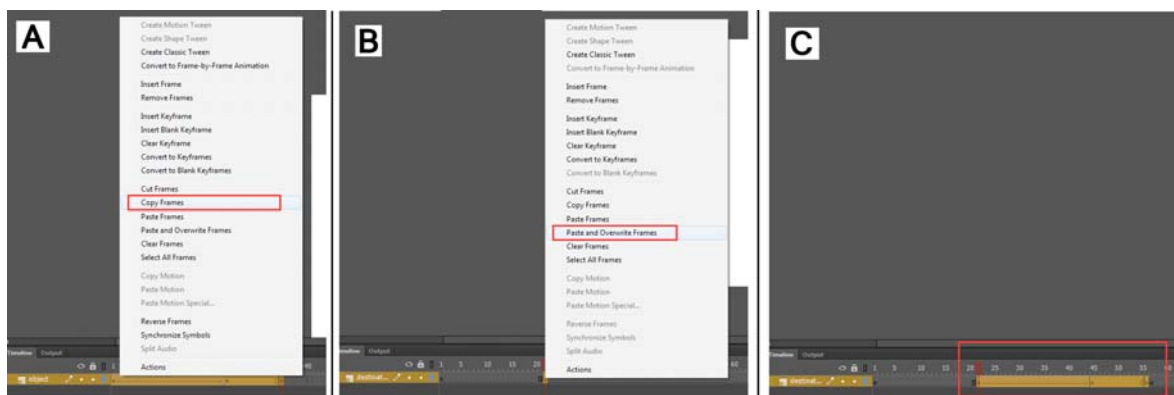 A
Create Motion Tween
Create Shape Tween
Create Classic Tween
Convert to Frame-by-Frame Animation
Insert Frame
Remove Frames
Insert Keyframe
Insert Blank Keyframe
Clear Keyframe
Convert to Keyframes
Convert to Blank Keyframes
Cut Frames
Copy Frames
Paste Frames
Paste and Overwrite Frames
Clear Frames
Select All Frames
Copy Motion
Paste Motion
Paste Motion Special...
Reverse Frames
Synchronize Symbols
Split Audio
Actions
Timeline Output
object
B
Create Motion Tween
Create Shape Tween
Create Classic Tween
Convert to Frame-by-Frame Animation
Insert Frame
Remove Frames
Insert Keyframe
Insert Blank Keyframe
Clear Keyframe
Convert to Keyframes
Convert to Blank Keyframes
Cut Frames
Copy Frames
Paste Frames
Paste and Overwrite Frames
Clear Frames
Select All Frames
Copy Motion
Paste Motion
Paste Motion Special...
Reverse Frames
Synchronize Symbols
Split Audio
Actions
Output
1 5 10 15 20 60
destinat...
C
Timeline Output
1 5 10 15 20 25 30 35 40 45 50 55 60
destinat...